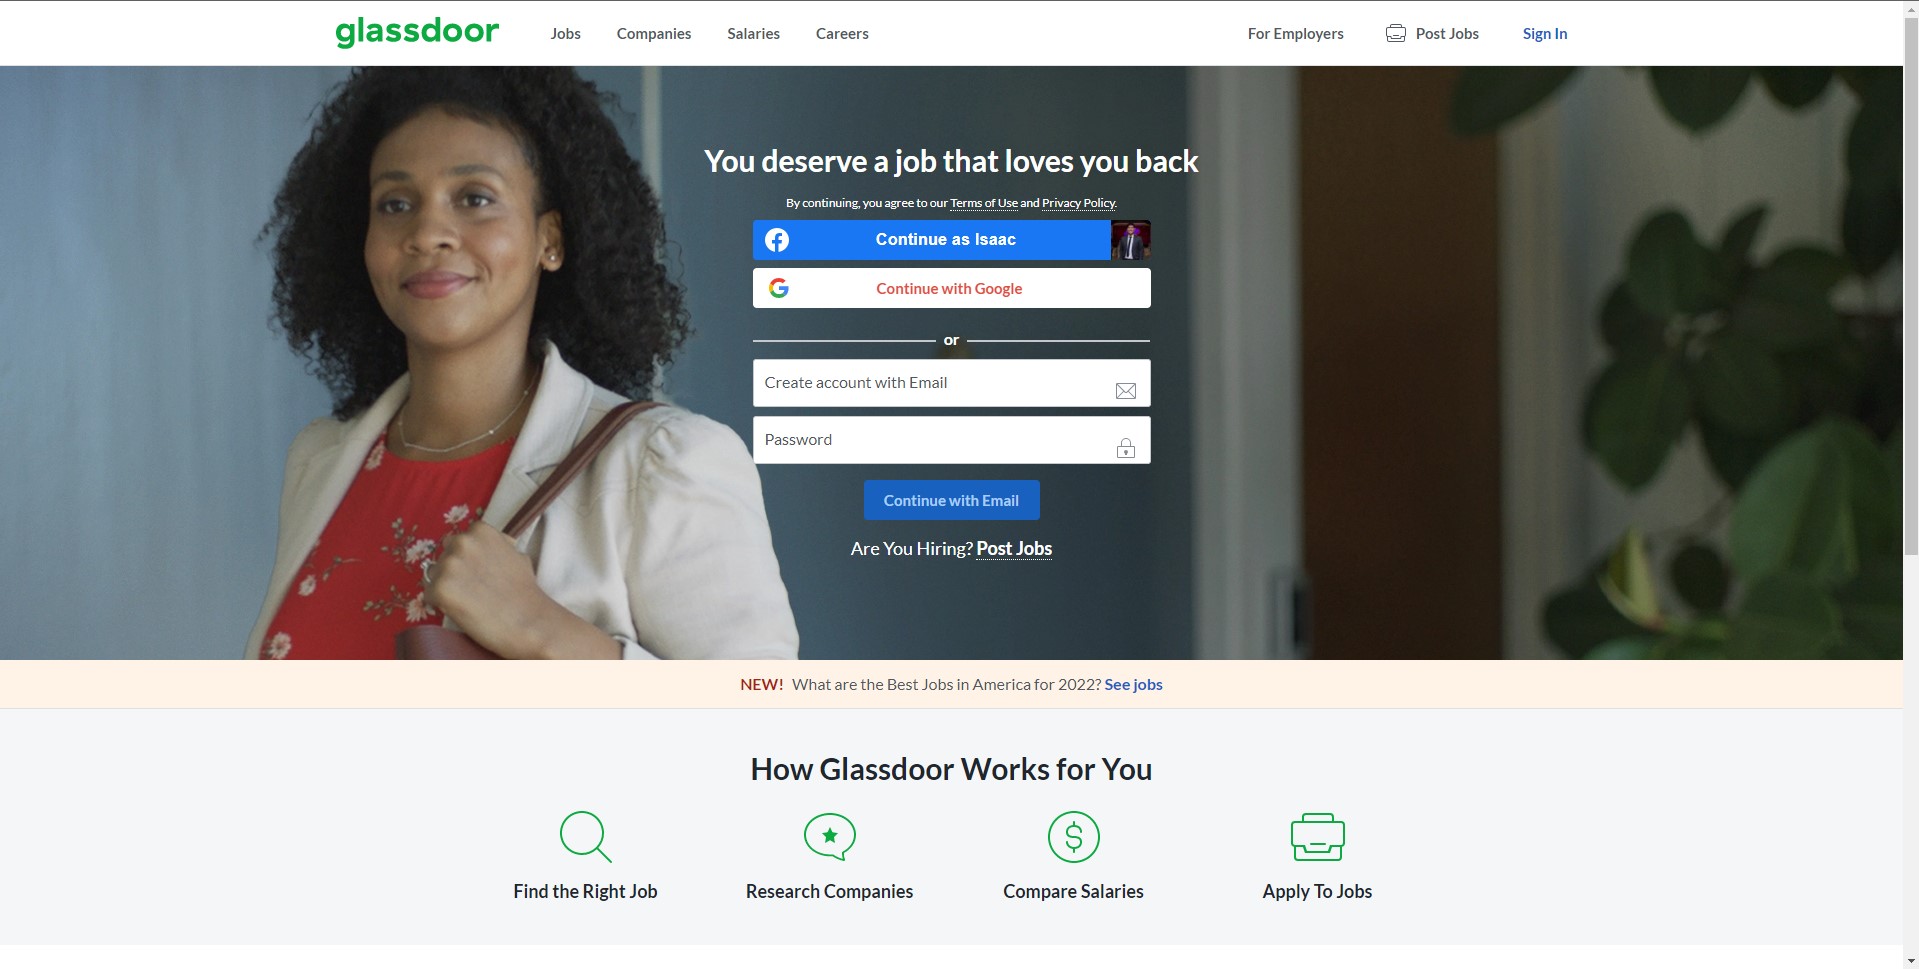 glassdoor
Jobs Companies Salaries Careers For Employers Post Jobs Sign In
You deserve a job that loves you back
By continuing, you agree to our Terms of Use and Privacy Policy.
Continue as Isaac
Continue with Google
or
Create account with Email
Password
Continue with Email
Are You Hiring? Post Jobs
NEW! What are the Best Jobs in America for 2022? See jobs
How Glassdoor Works for You
Find the Right Job Research Companies Compare Salaries Apply To Jobs